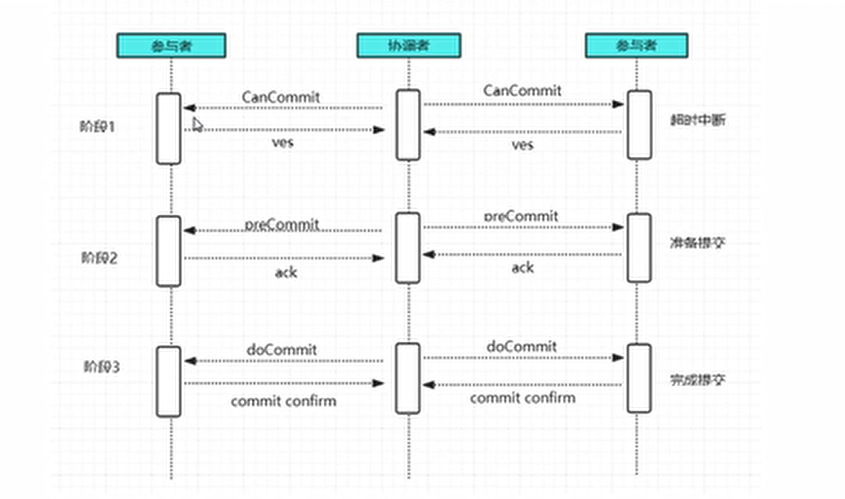 参与者 协调者 参与者
CanCommit CanCommit
阶段1 超时中断
yes yes
preCommit preCommit
阶段2 准备提交
ack ack
doCommit doCommit
阶段3 完成提交
commit confirm commit confirm